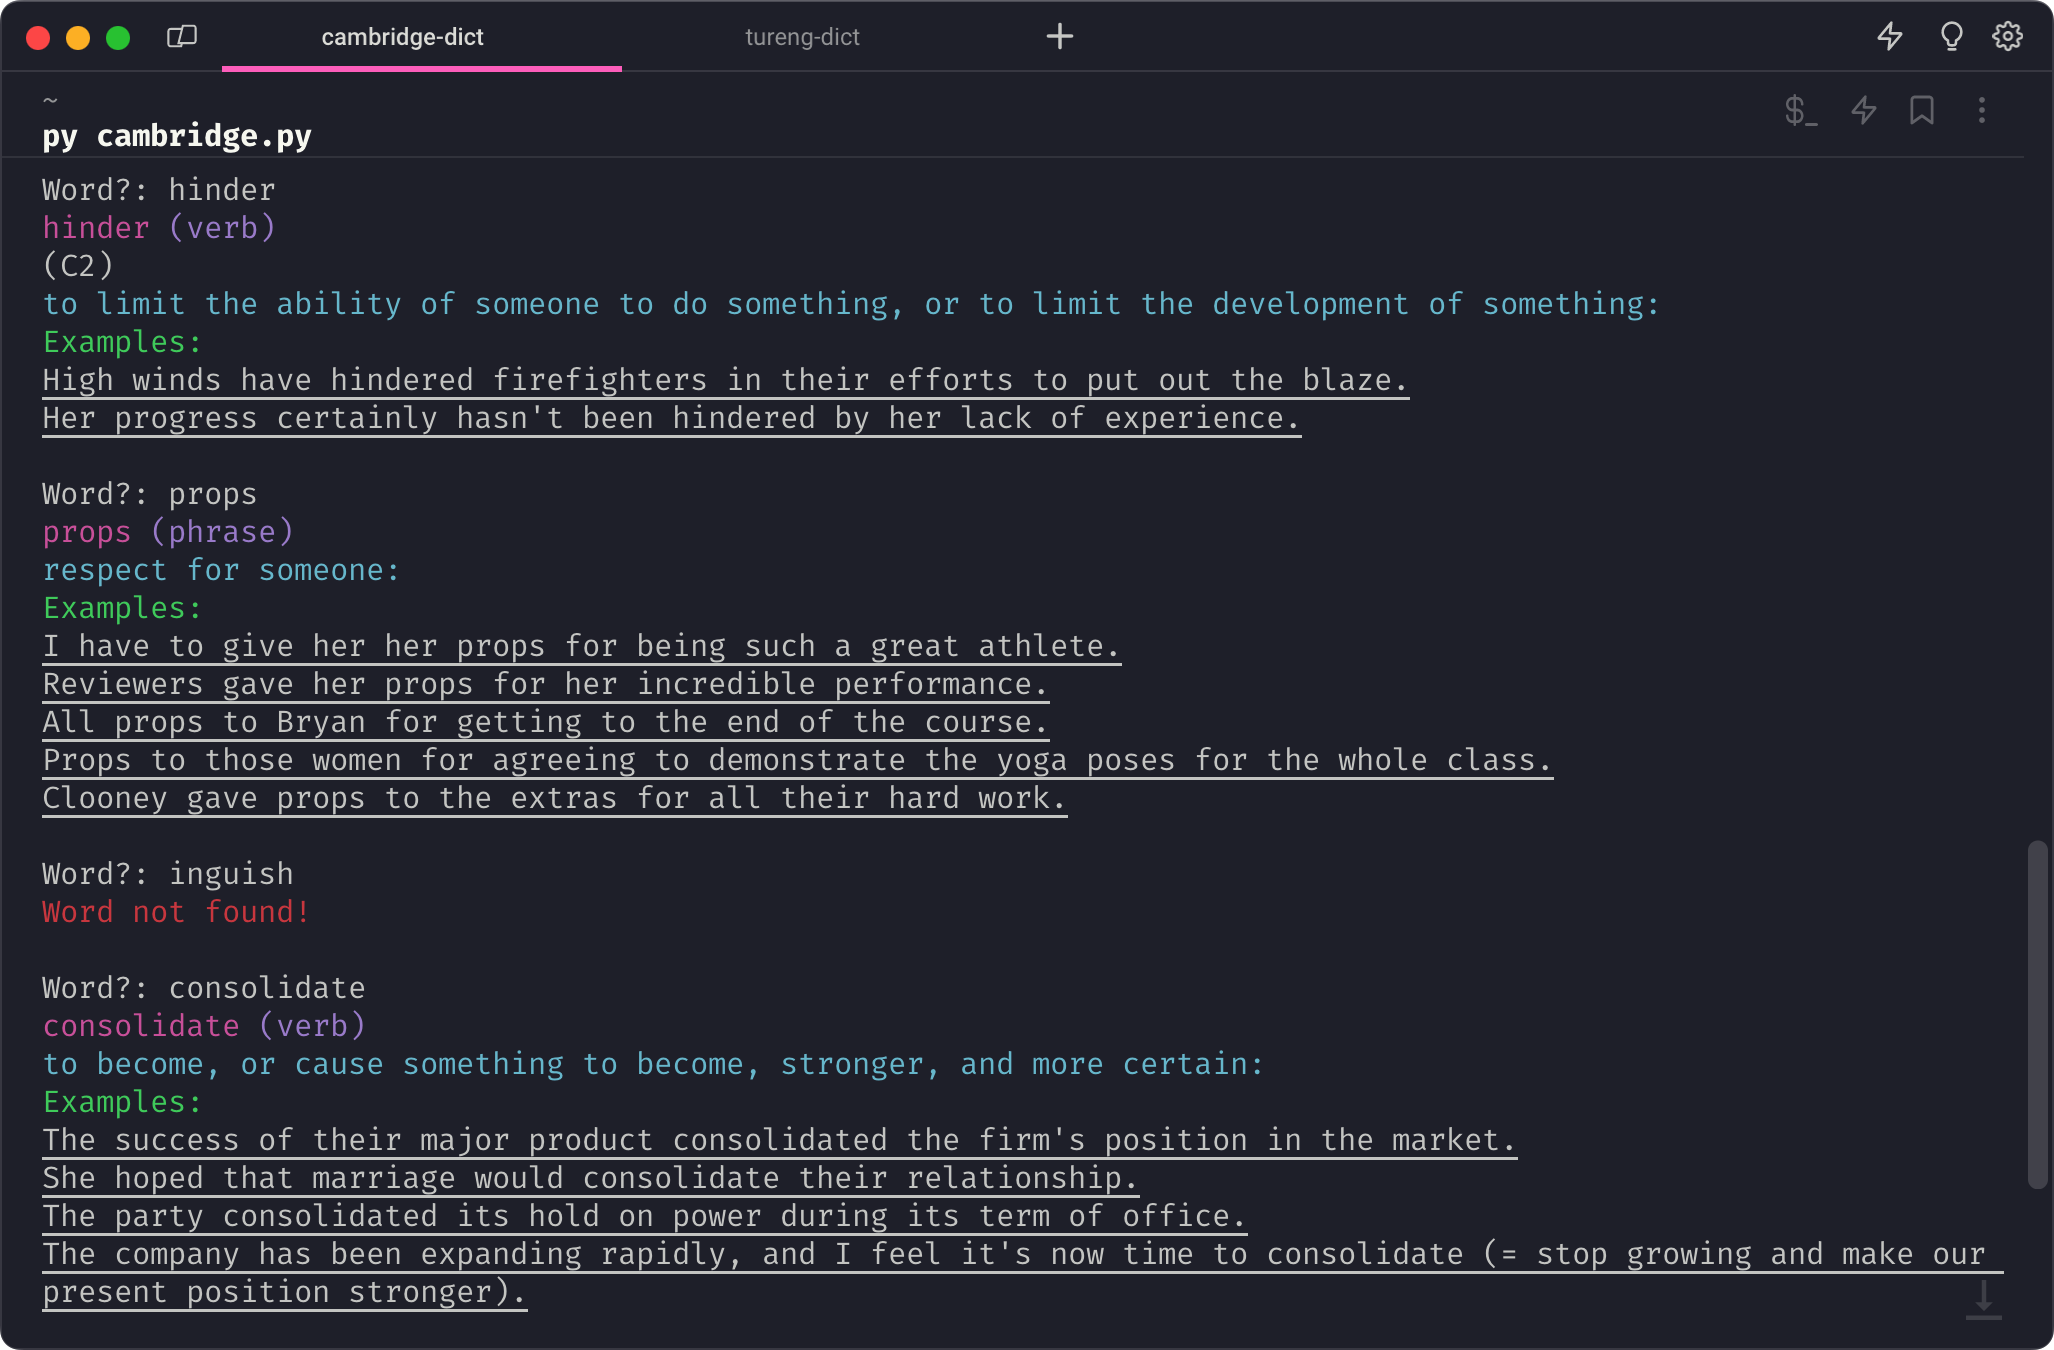 cambridge-dict
tureng-dict
~
$_
py cambridge.py
Word?: hinder
hinder (verb)
(C2)
to limit the ability of someone to do something, or to limit the development of something:
Examples:
High winds have hindered firefighters in their efforts to put out the blaze.
Her progress certainly hasn't been hindered by her lack of experience.
Word?: props
props (phrase)
respect for someone:
Examples:
I have to give her her props for being such a great athlete.
Reviewers gave her props for her incredible performance.
All props to Bryan for getting to the end of the course.
Props to those women for agreeing to demonstrate the yoga poses for the whole class.
Clooney gave props to the extras for all their hard work.
Word?: inguish
Word not found!
Word?: consolidate
consolidate (verb)
to become, or cause something to become, stronger, and more certain:
Examples:
The success of their major product consolidated the firm's position in the market.
She hoped that marriage would consolidate their relationship.
The party consolidated its hold on power during its term of office.
The company has been expanding rapidly, and I feel it's now time to consolidate (= stop growing and make our
present position stronger).